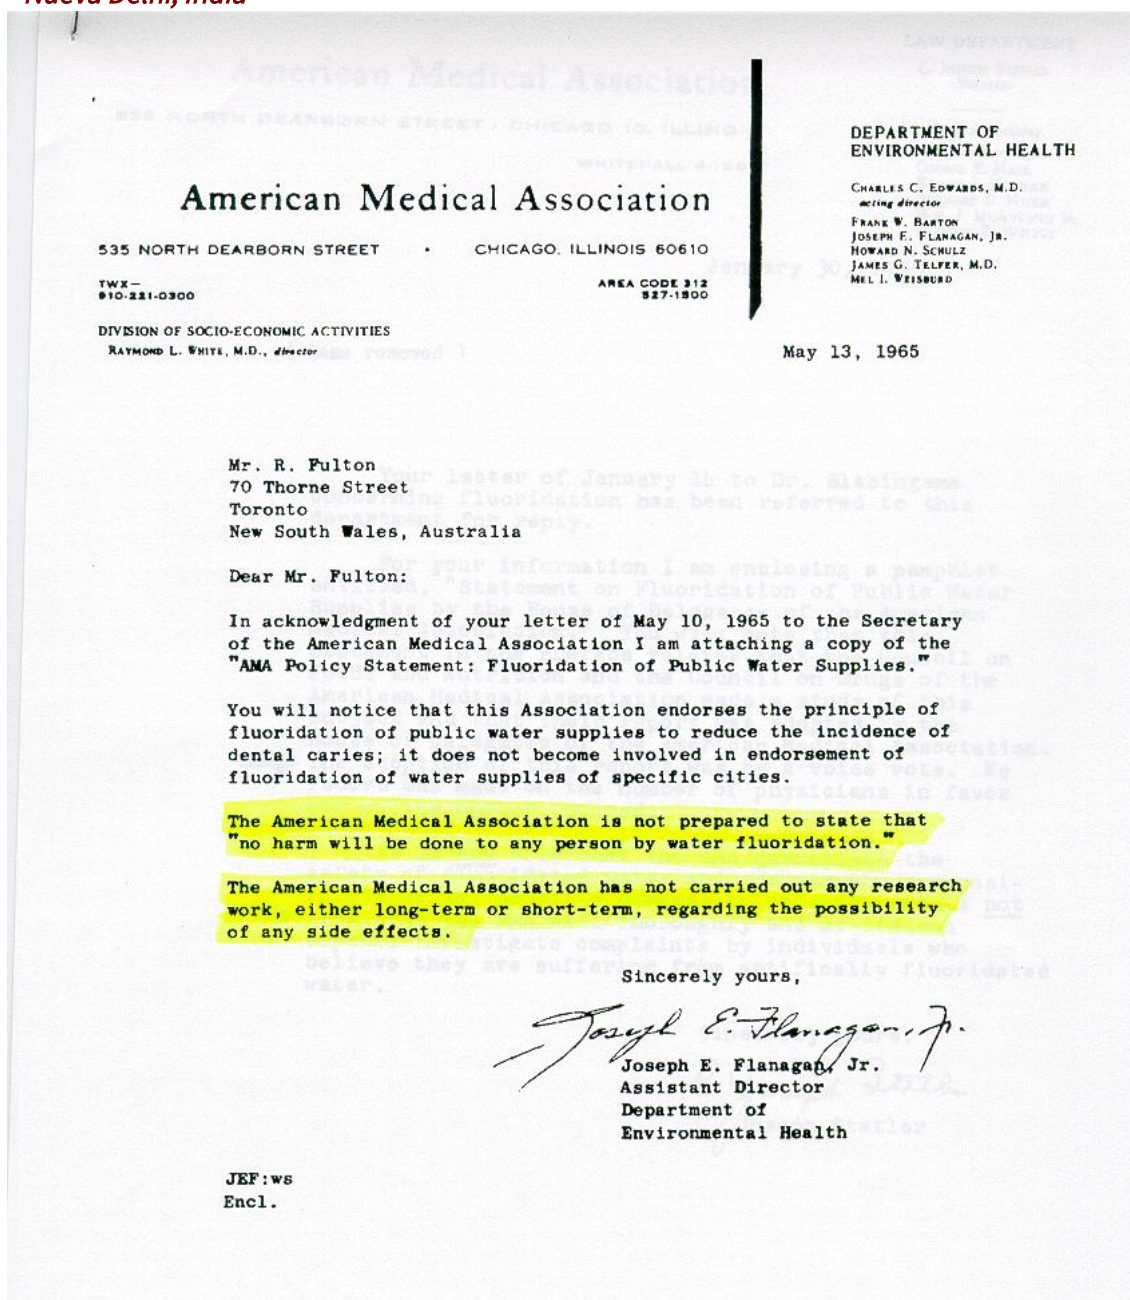 Nueva Delhi, India
American Medical Association
535 NORTH DEARBORN STREET • CHICAGO, ILLINOIS 60610
TWX—
910-221-0300
AREA CODE 312
527-1500
DIVISION OF SOCIO-ECONOMIC ACTIVITIES
RAYMOND L. WHITE, M.D., director
DEPARTMENT OF
ENVIRONMENTAL HEALTH
CHARLES C. EDWARDS, M.D.
acting director
FRANK W. BARTON
JOSEPH E. FLANAGAN, JR.
HOWARD N. SCHULZ
JAMES G. TELFER, M.D.
MEL I. WEISBURD
May 13, 1965
Mr. R. Fulton
70 Thorne Street
Toronto
New South Wales, Australia
Dear Mr. Fulton:
In acknowledgment of your letter of May 10, 1965 to the Secretary
of the American Medical Association I am attaching a copy of the
"AMA Policy Statement: Fluoridation of Public Water Supplies."
You will notice that this Association endorses the principle of
fluoridation of public water supplies to reduce the incidence of
dental caries; it does not become involved in endorsement of
fluoridation of water supplies of specific cities.
The American Medical Association is not prepared to state that
"no harm will be done to any person by water fluoridation."
The American Medical Association has not carried out any research
work, either long-term or short-term, regarding the possibility
of any side effects.
Sincerely yours,
Joseph E. Flanagan, Jr.
Joseph E. Flanagan, Jr.
Assistant Director
Department of
Environmental Health
JEF:ws
Encl.